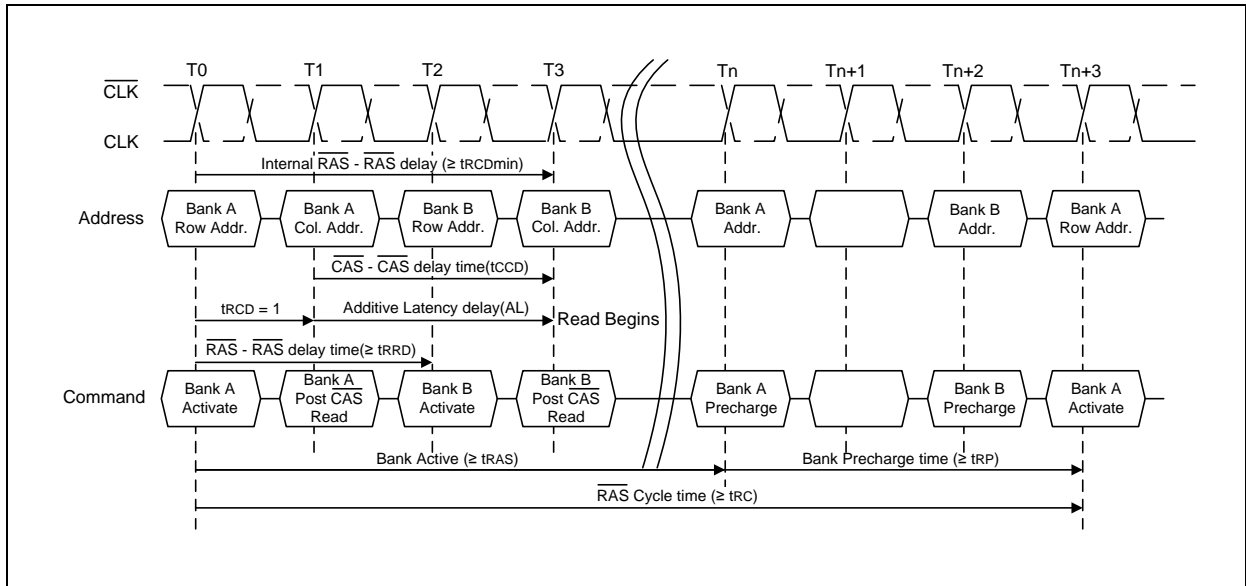 T0 T1 T2 T3 Tn Tn+1 Tn+2 Tn+3
CLK
CLK
Internal RAS - RAS delay (≥ tRCDmin)
Address
Bank A
Row Addr.
Bank A
Col. Addr.
Bank B
Row Addr.
Bank B
Col. Addr.
Bank A
Addr.
Bank B
Addr.
Bank A
Row Addr.
CAS - CAS delay time(tCCD)
tRCD = 1
Additive Latency delay(AL)
Read Begins
RAS - RAS delay time(≥ tRRD)
Command
Bank A
Activate
Bank A
Post CAS
Read
Bank B
Activate
Bank B
Post CAS
Read
Bank A
Precharge
Bank B
Precharge
Bank A
Activate
Bank Active (≥ tRAS)
Bank Precharge time (≥ tRP)
RAS Cycle time (≥ tRC)